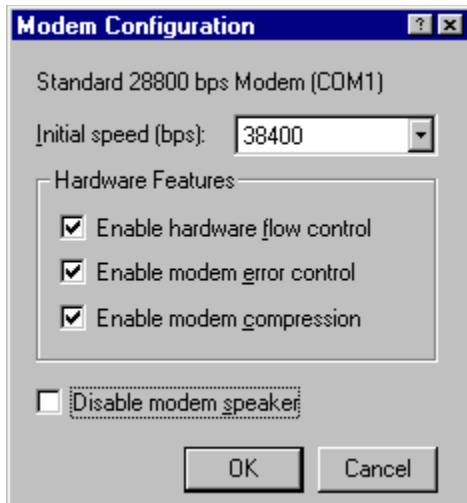 Modem Configuration
Standard 28800 bps Modem (COM1)
Initial speed (bps): 38400
Hardware Features
Enable hardware flow control
Enable modem error control
Enable modem compression
Disable modem speaker
OK Cancel